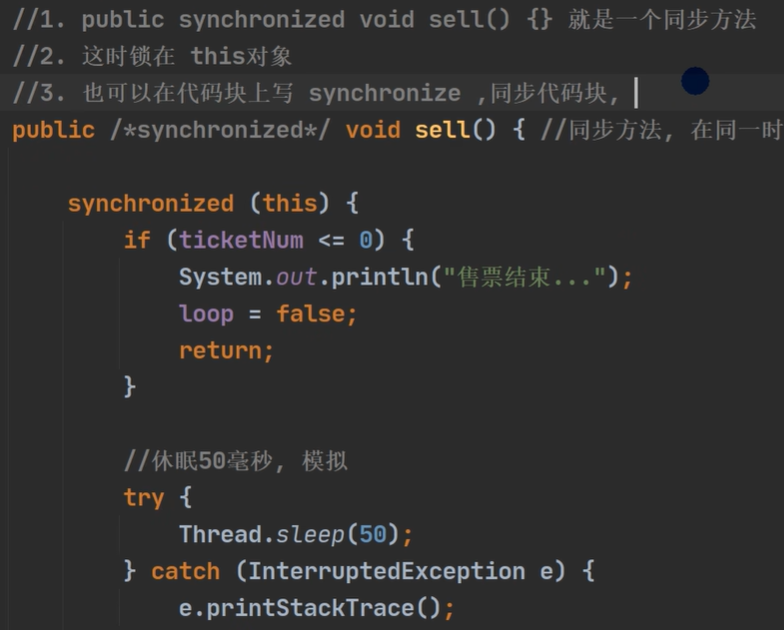 //1. public synchronized void sell() {} 就是一个同步方法
//2. 这时锁在 this对象
//3. 也可以在代码块上写 synchronize ,同步代码块,
public /*synchronized*/ void sell() { //同步方法, 在同一时
synchronized (this) {
if (ticketNum <= 0) {
System.out.println("售票结束...");
loop = false;
return;
}
//休眠50毫秒, 模拟
try {
Thread.sleep(50);
} catch (InterruptedException e) {
e.printStackTrace();